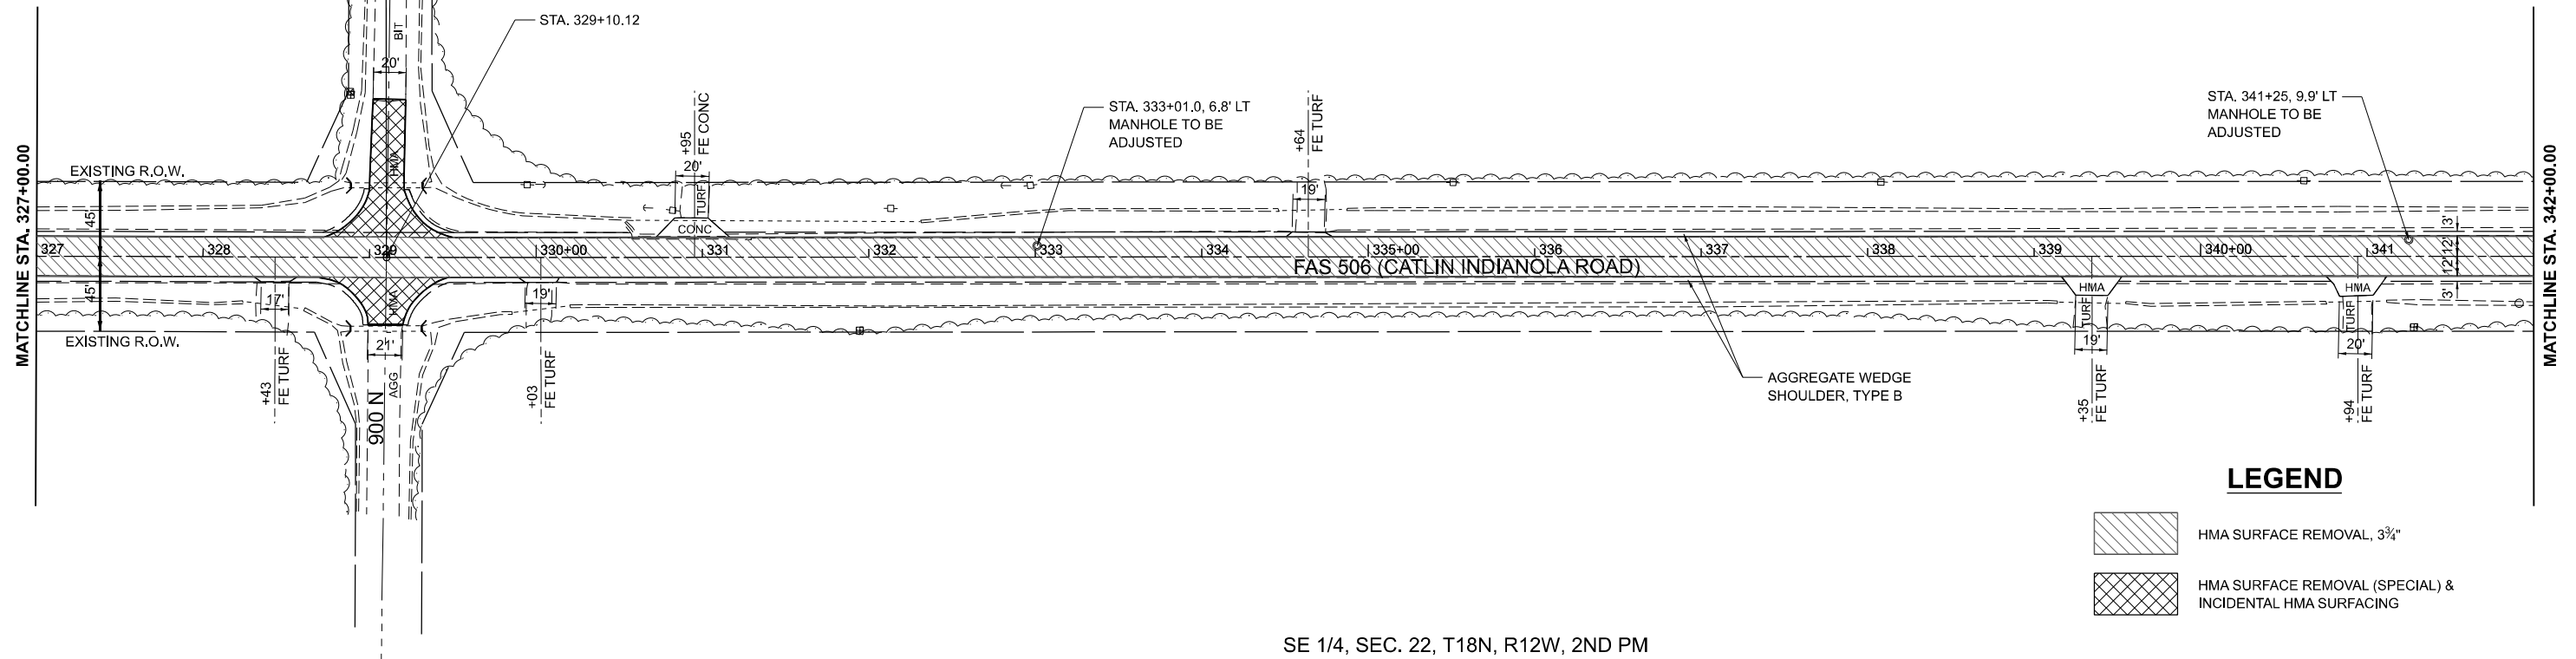 STA. 329+10.12
BIT
20'
STA. 333+01.0, 6.8' LT
MANHOLE TO BE
ADJUSTED
STA. 341+25, 9.9' LT
MANHOLE TO BE
ADJUSTED
+95
FE CONC
+64
FE TURF
MATCHLINE STA. 327+00.00
MATCHLINE STA. 342+00.00
EXISTING R.O.W.
HMA
20'
TURF
19'
45'
CONC
3'
327
328
329
330+00
331
332
333
334
335+00
336
337
338
339
340+00
341
12'
12'
FAS 506 (CATLIN INDIANOLA ROAD)
45'
17'
HMA
19'
HMA
HMA
3'
TURF
TURF
EXISTING R.O.W.
21'
19'
20'
+43
FE TURF
AGG
900 N
+03
FE TURF
AGGREGATE WEDGE
SHOULDER, TYPE B
+35
FE TURF
+94
FE TURF
LEGEND
HMA SURFACE REMOVAL, 3¾"
HMA SURFACE REMOVAL (SPECIAL) &
INCIDENTAL HMA SURFACING
SE 1/4, SEC. 22, T18N, R12W, 2ND PM